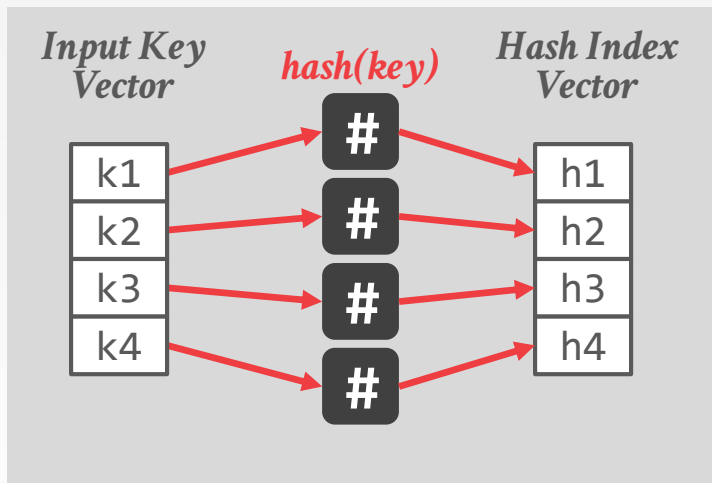 Input Key
Vector
hash(key)
Hash Index
Vector
k1
#
h1
k2
#
h2
k3
#
h3
k4
#
h4